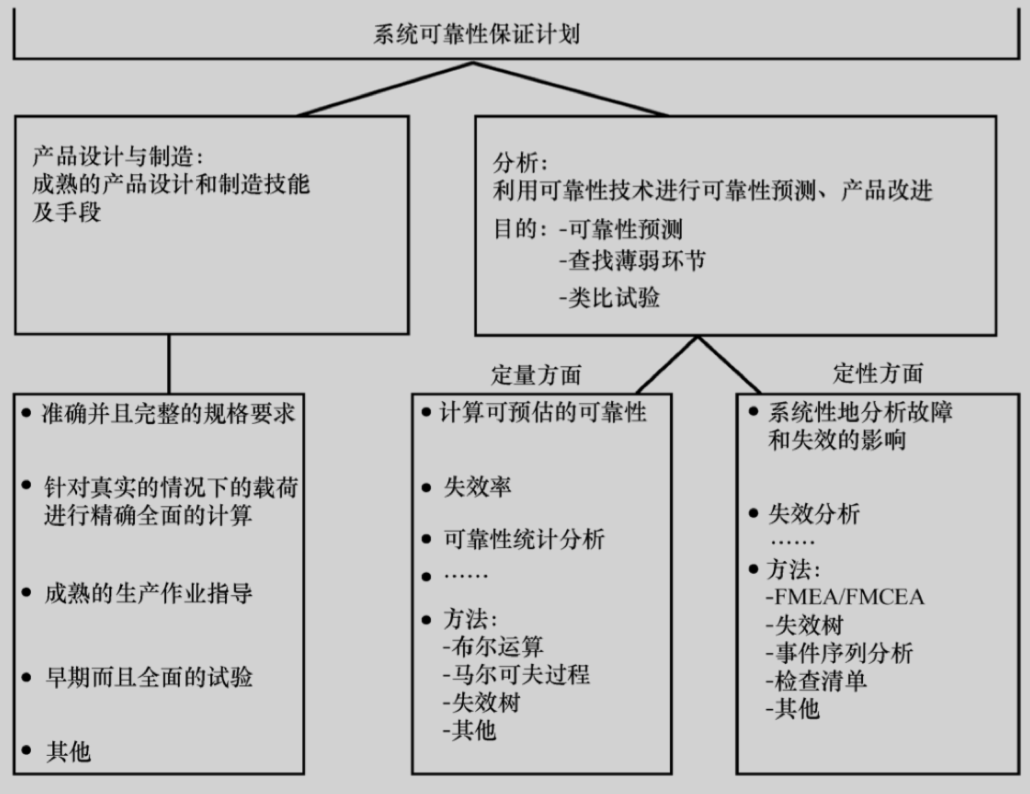 系统可靠性保证计划
产品设计与制造：
成熟的产品设计和制造技能
及手段
分析：
利用可靠性技术进行可靠性预测、产品改进
目的：-可靠性预测
-查找薄弱环节
-类比试验
● 准确并且完整的规格要求
● 针对真实的情况下的载荷
进行精确全面的计算
● 成熟的生产作业指导
● 早期而且全面的试验
● 其他
定量方面
● 计算可预估的可靠性
● 失效率
● 可靠性统计分析
● ……
● 方法：
-布尔运算
-马尔可夫过程
-失效树
-其他
定性方面
● 系统性地分析故障
和失效的影响
● 失效分析
……
● 方法：
-FMEA/FMCEA
-失效树
-事件序列分析
-检查清单
-其他